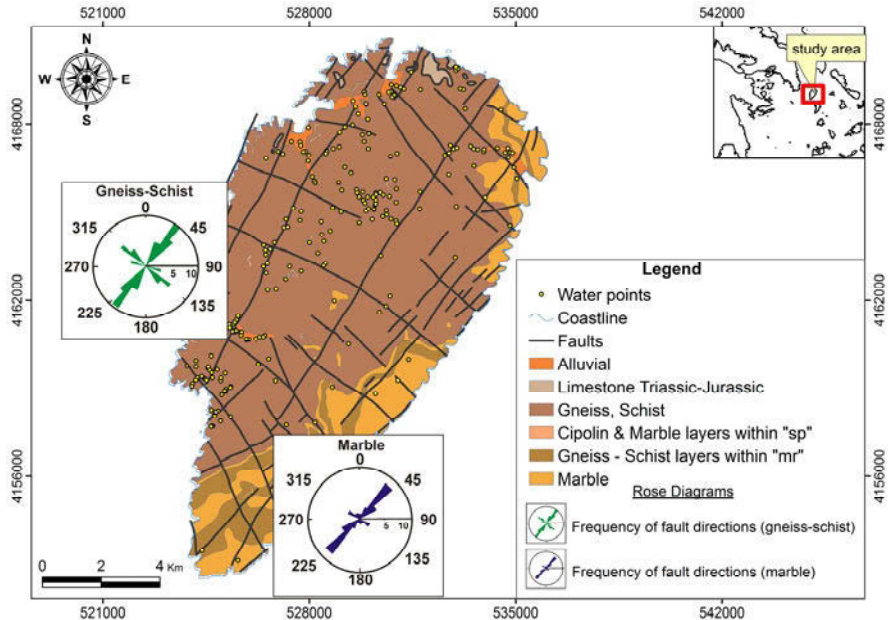 521000 528000 535000 542000
N
W E
S
study area
4168000 4168000
Gneiss-Schist
0
315 45
270 5 10 90
225 135
180
4162000 4162000
Legend
Water points
Coastline
Faults
Alluvial
Limestone Triassic-Jurassic
Gneiss, Schist
Cipolin & Marble layers within "sp"
Gneiss - Schist layers within "mr"
Marble
Marble
0
315 45
270 5 10 90
225 135
180
4156000 4156000
Rose Diagrams
Frequency of fault directions (gneiss-schist)
Frequency of fault directions (marble)
0 2 4 Km
521000 528000 535000 542000